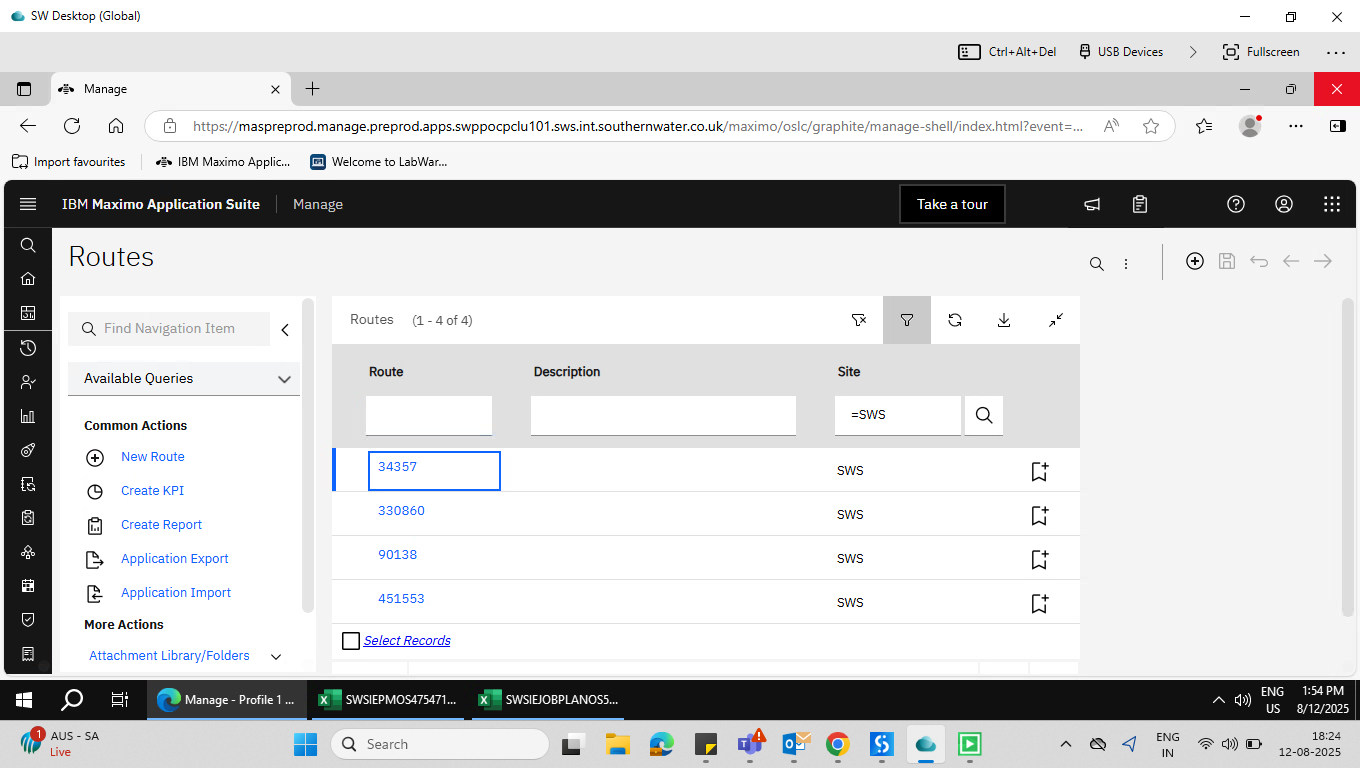 SW Desktop (Global)
Ctrl+Alt+Del
USB Devices
Fullscreen
Manage
https://maspreprod.manage.preprod.apps.swppocpclu101.sws.int.southernwater.co.uk/maximo/oslc/graphite/manage-shell/index.html?event=...
Import favourites
IBM Maximo Applic...
Welcome to LabWar...
IBM Maximo Application Suite
Manage
Take a tour
Routes
Find Navigation Item
Available Queries
Common Actions
New Route
Create KPI
Create Report
Application Export
Application Import
More Actions
Attachment Library/Folders
Routes (1 - 4 of 4)
Route Description Site
=SWS
34357 SWS
330860 SWS
90138 SWS
451553 SWS
Select Records
Manage - Profile 1 ...
SWSIEPMOS475471...
SWSIEJOBPLANOS5...
ENG
US
1:54 PM
8/12/2025
1
AUS - SA
Live
Search
ENG
IN
18:24
12-08-2025